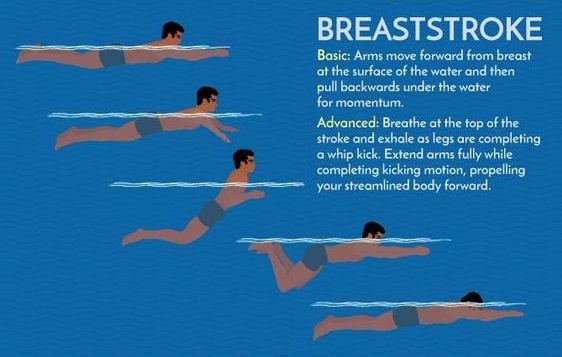 BREASTSTROKE
Basic: Arms move forward from breast
at the surface of the water and then
pull backwards under the water
for momentum.
Advanced: Breathe at the top of the
stroke and exhale as legs are completing
a whip kick. Extend arms fully while
completing kicking motion, propelling
your streamlined body forward.